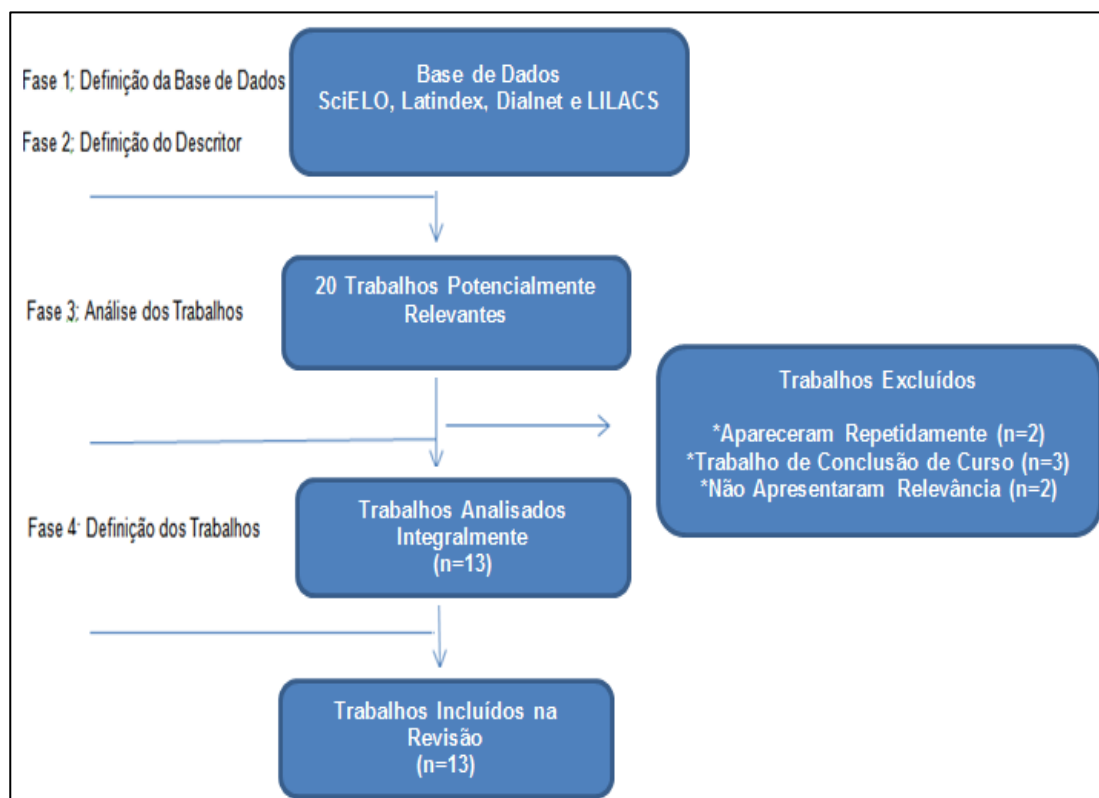 Fase 1; Definição da Base de Dados
Base de Dados
SciELO, Latindex, Dialnet e LILACS
Fase 2; Definição do Descritor
20 Trabalhos Potencialmente
Relevantes
Fase 3; Análise dos Trabalhos
Trabalhos Excluídos
*Apareceram Repetidamente (n=2)
*Trabalho de Conclusão de Curso (n=3)
*Não Apresentaram Relevância (n=2)
Fase 4: Definição dos Trabalhos
Trabalhos Analisados
Integralmente
(n=13)
Trabalhos Incluídos na
Revisão
(n=13)